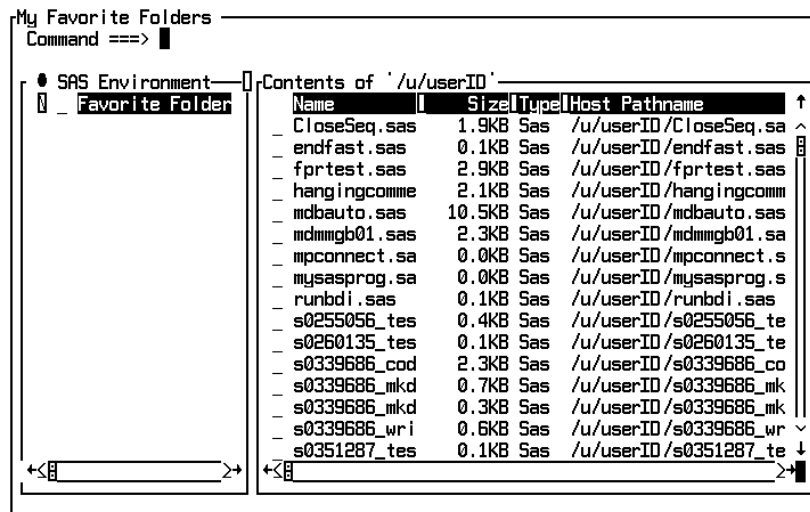 My Favorite Folders
Command ===>
SAS Environment
Contents of '/u/userID'
Favorite Folder
Name Size Type Host Pathname
CloseSeq.sas 1.9KB Sas /u/userID/CloseSeq.sa
endfast.sas 0.1KB Sas /u/userID/endfast.sas
fprtest.sas 2.9KB Sas /u/userID/fprtest.sas
hangingcomme 2.1KB Sas /u/userID/hangingcomm
mdbauto.sas 10.5KB Sas /u/userID/mdbauto.sas
mdmmgb01.sas 2.3KB Sas /u/userID/mdmmgb01.sa
mpconnect.sa 0.0KB Sas /u/userID/mpconnect.s
mysasprog.sa 0.0KB Sas /u/userID/mysasprog.s
runbdi.sas 0.1KB Sas /u/userID/runbdi.sas
s0255056_tes 0.4KB Sas /u/userID/s0255056_te
s0260135_tes 0.1KB Sas /u/userID/s0260135_te
s0339686_cod 2.3KB Sas /u/userID/s0339686_co
s0339686_mkd 0.7KB Sas /u/userID/s0339686_mk
s0339686_mkd 0.3KB Sas /u/userID/s0339686_mk
s0339686_wri 0.6KB Sas /u/userID/s0339686_wr
s0351287_tes 0.1KB Sas /u/userID/s0351287_te